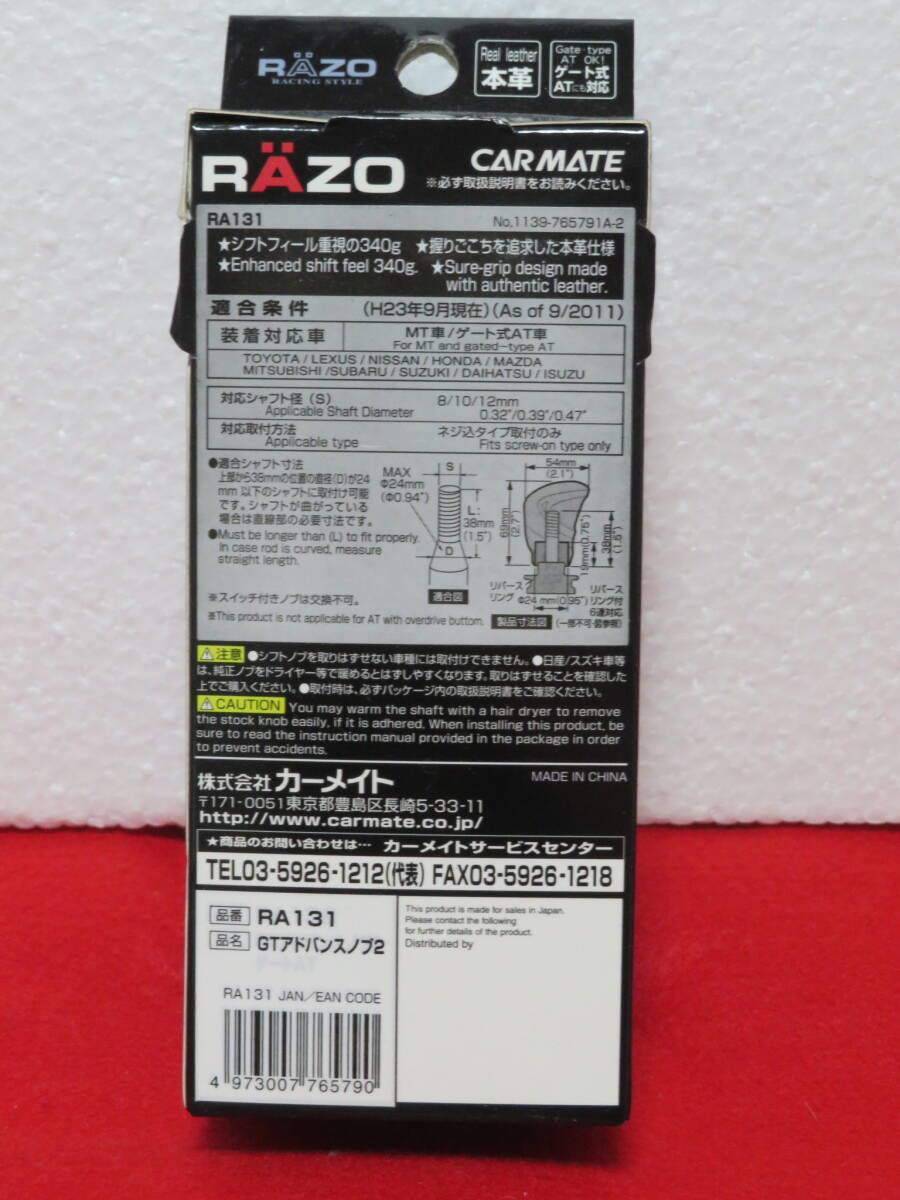 RÄZO
RACING STYLE
Real leather
本革
Gate-type
AT OK!
ゲート式
ATにも対応
RÄZO
CARMATE
※必ず取扱説明書をお読みください。
RA131
No,1139-765791A-2
★シフトフィール重視の340g ★握りごこちを追求した本革仕様
★Enhanced shift feel 340g. ★Sure-grip design made
with authentic leather.
適合条件 (H23年9月現在)(As of 9/2011)
装着対応車
MT車/ゲート式AT車
For MT and gated-type AT
TOYOTA / LEXUS / NISSAN / HONDA / MAZDA
MITSUBISHI /SUBARU / SUZUKI / DAIHATSU / ISUZU
対応シャフト径 (S) 8/10/12mm
Applicable Shaft Diameter 0.32"/0.39"/0.47"
対応取付方法 ネジ込タイプ取付のみ
Applicable type Fits screw-on type only
●適合シャフト寸法
上部から38mmの位置の直径(D)が24
mm 以下のシャフトに取付け可能
です。シャフトが曲がっている
場合は直線部の必要寸法です。
●Must be longer than (L) to fit properly.
In case rod is curved, measure
straight length.
MAX
Φ24mm
(Φ0.94")
S
L:
38mm
(1.5")
D
適合図
54mm
(2.1")
69mm
(2.7")
19mm(0.75")
38mm
(1.5")
リバース
リング
Φ24 mm(0.95")
リバース
リング付
6速対応
(一部不可・図参照)
製品寸法図
※スイッチ付きノブは交換不可。
※This product is not applicable for AT with overdrive buttom.
注意 ●シフトノブを取りはずせない車種には取付けできません。●日産/スズキ車等
は、純正ノブをドライヤー等で暖めるとはずしやすくなります。取りはずせることを確認した
上でご購入ください。●取付時は、必ずパッケージ内の取扱説明書をご確認ください。
CAUTION You may warm the shaft with a hair dryer to remove
the stock knob easily, if it is adhered. When installing this product, be
sure to read the instruction manual provided in the package in order
to prevent accidents.
株式会社 カーメイト
MADE IN CHINA
〒171-0051東京都豊島区長崎5-33-11
http://www.carmate.co.jp/
★商品のお問い合わせは… カーメイトサービスセンター
TEL03-5926-1212(代表) FAX03-5926-1218
品番 RA131
品名 GTアドバンスノブ2
RA131 JAN/EAN CODE
4 973007 765790
This product is made for sales in Japan.
Please contact the following
for further details of the product.
Distributed by